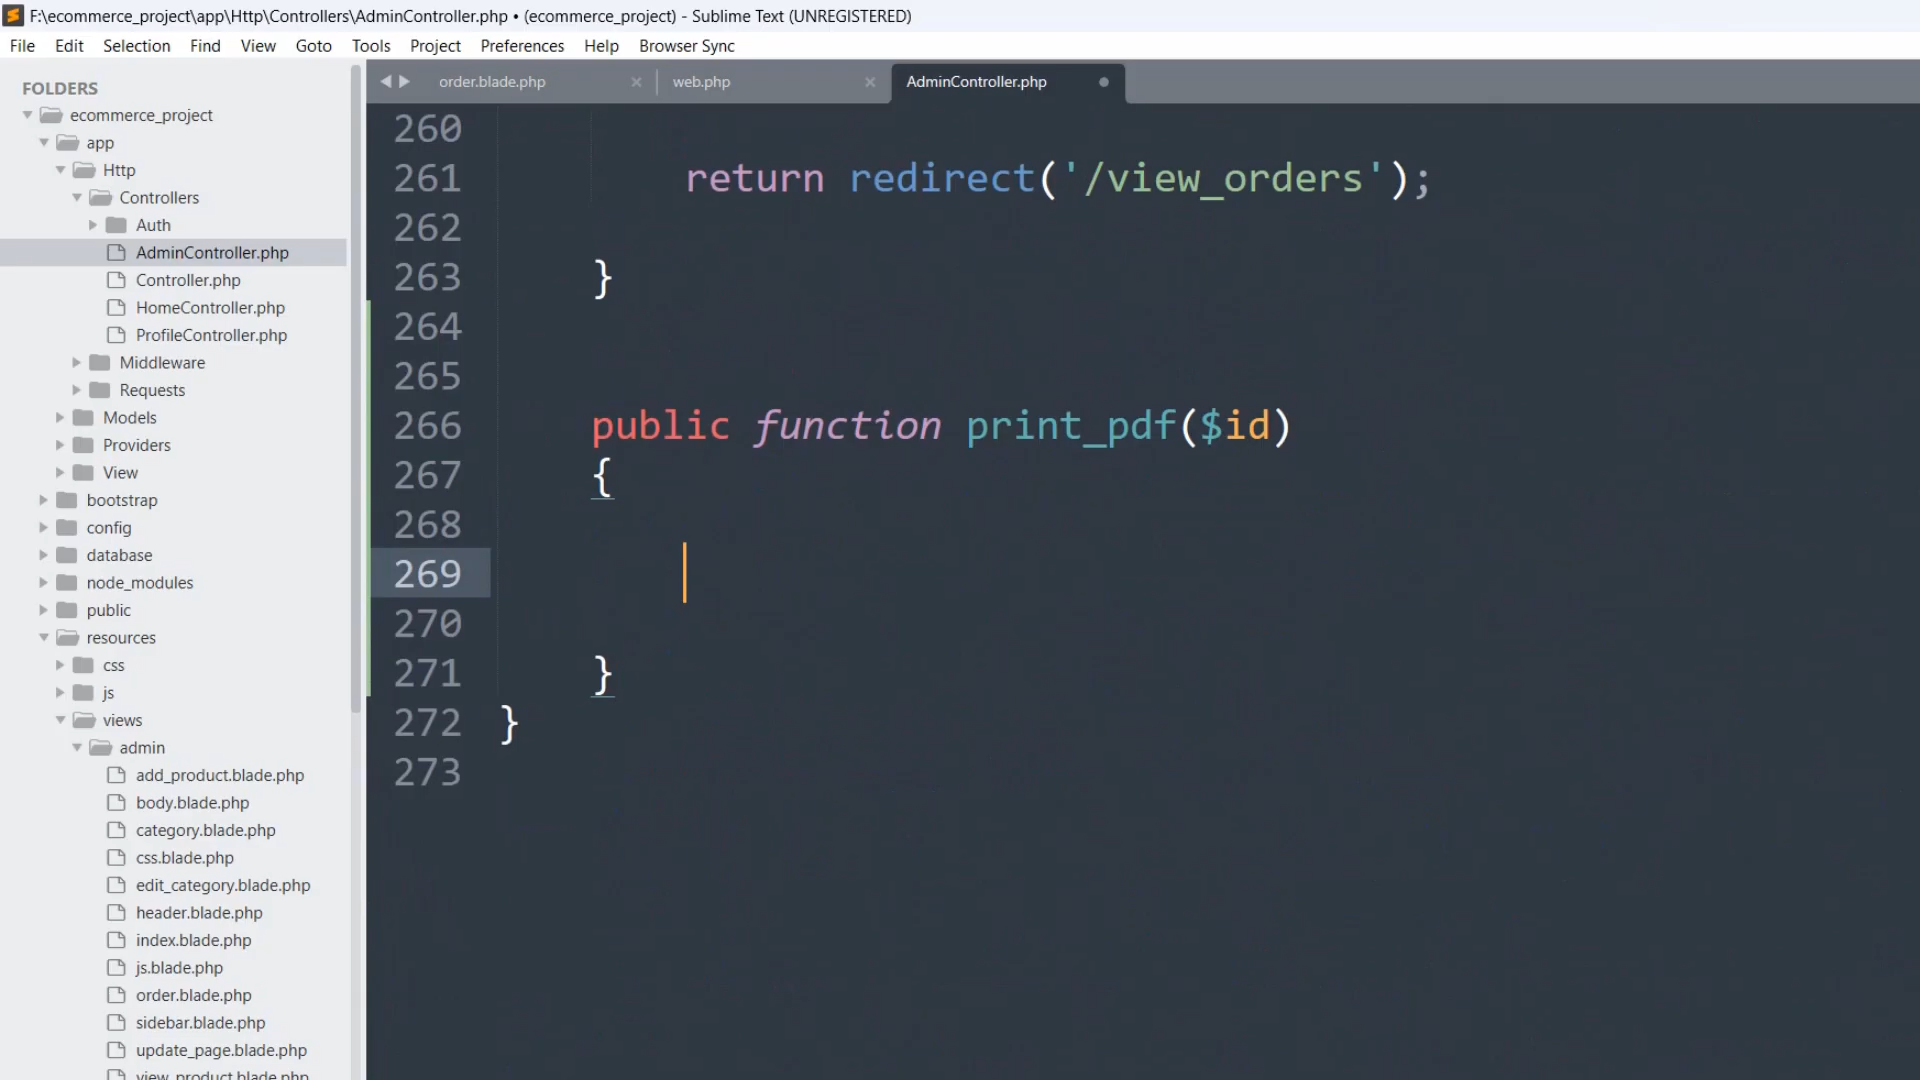 F:\ecommerce_project\app\Http\Controllers\AdminController.php • (ecommerce_project) - Sublime Text (UNREGISTERED)
File Edit Selection Find View Goto Tools Project Preferences Help Browser Sync
FOLDERS
ecommerce_project
app
Http
Controllers
Auth
AdminController.php
Controller.php
HomeController.php
ProfileController.php
Middleware
Requests
Models
Providers
View
bootstrap
config
database
node_modules
public
resources
css
js
views
admin
add_product.blade.php
body.blade.php
category.blade.php
css.blade.php
edit_category.blade.php
header.blade.php
index.blade.php
js.blade.php
order.blade.php
sidebar.blade.php
update_page.blade.php
view_product.blade.php
order.blade.php × web.php × AdminController.php •
260
261 return redirect('/view_orders');
262
263 }
264
265
266 public function print_pdf($id)
267 {
268
269
270
271 }
272 }
273